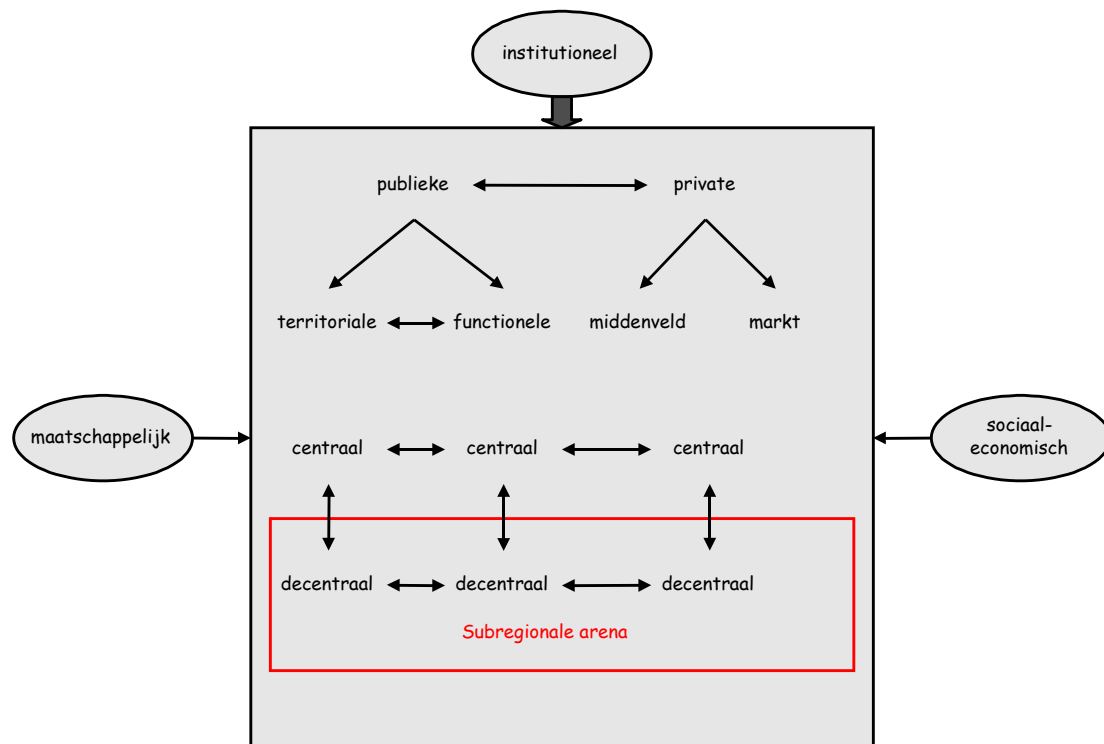 institutioneel
publieke private
territoriale functionele middenveld markt
maatschappelijk
sociaal-
economisch
centraal centraal centraal
decentraal decentraal decentraal
Subregionale arena